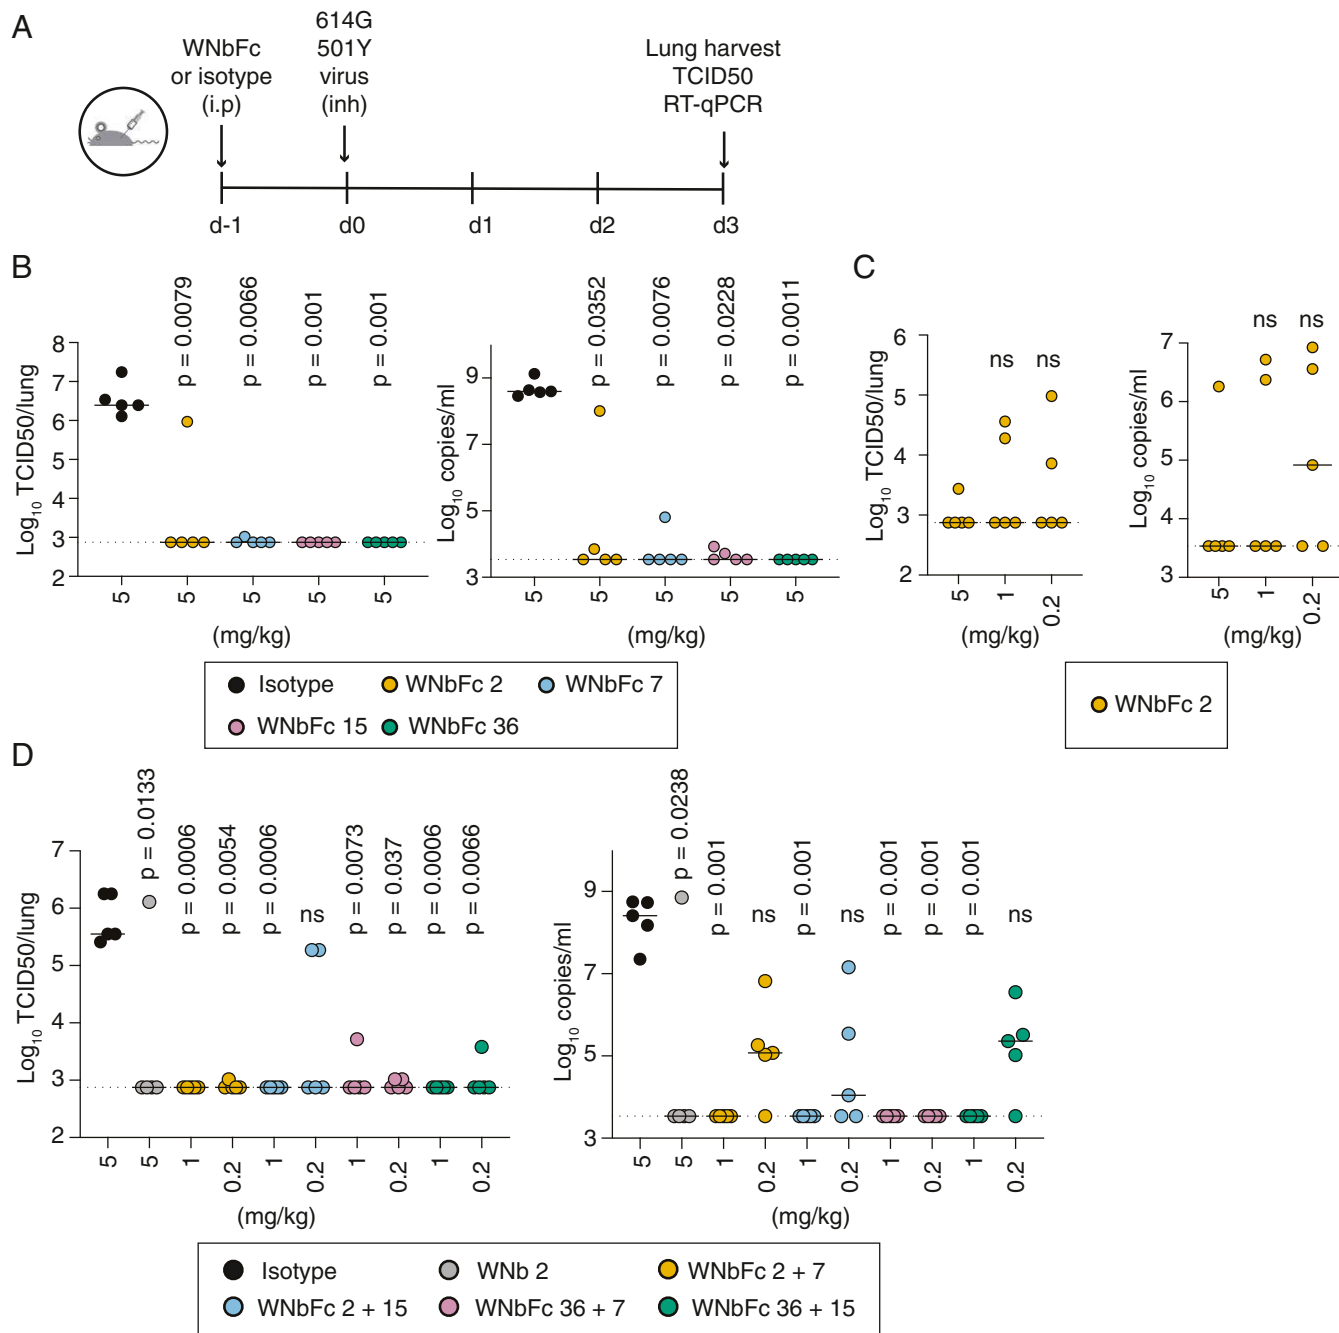 A
WNbFc
or isotype
(i.p)
614G
501Y
virus
(inh)
Lung harvest
TCID50
RT-qPCR
d-1
d0
d1
d2
d3
B
Log10 TCID50/lung
8
7
6
5
4
3
2
p = 0.0079
p = 0.0066
p = 0.001
p = 0.001
5
5
5
5
5
(mg/kg)
Log10 copies/ml
9
7
5
3
p = 0.0352
p = 0.0076
p = 0.0228
p = 0.0011
5
5
5
5
5
(mg/kg)
Isotype
WNbFc 2
WNbFc 7
WNbFc 15
WNbFc 36
C
Log10 TCID50/lung
6
5
4
3
2
ns
ns
5
1
0.2
(mg/kg)
Log10 copies/ml
7
6
5
4
3
ns
ns
5
1
0.2
(mg/kg)
WNbFc 2
D
Log10 TCID50/lung
7
6
5
4
3
2
p = 0.0133
p = 0.0006
p = 0.0054
p = 0.0006
ns
p = 0.0073
p = 0.037
p = 0.0006
p = 0.0066
5
5
1
0.2
1
0.2
1
0.2
1
0.2
(mg/kg)
Log10 copies/ml
9
7
5
3
p = 0.0238
p = 0.001
ns
p = 0.001
ns
p = 0.001
p = 0.001
p = 0.001
ns
5
5
1
0.2
1
0.2
1
0.2
1
0.2
(mg/kg)
Isotype
WNb 2
WNbFc 2 + 7
WNbFc 2 + 15
WNbFc 36 + 7
WNbFc 36 + 15